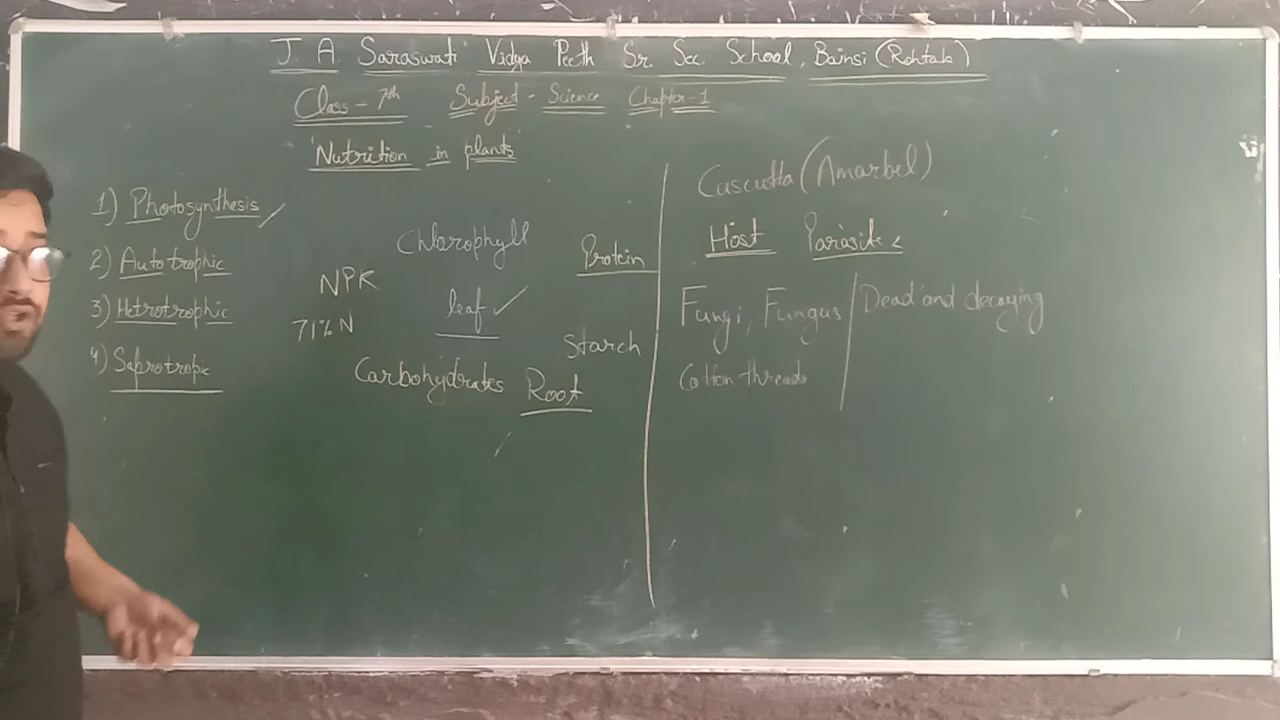 J. A. Saraswati Vidya Peeth Sr. Sec. School, Bainsi (Rohtak)
Class - 7th Subject - Science Chapter-1
"Nutrition in plants"
1) Photosynthesis
2) Autotrophic
3) Hetrotrophic
4) Saprotropic
Chlorophyll
Protein
NPK
leaf ✓
71% N
Starch
Carbohydrates Root
Cuscutta (Amarbel)
Host Parasite
Fungi, Fungus
Dead and decaying
Cotton threads